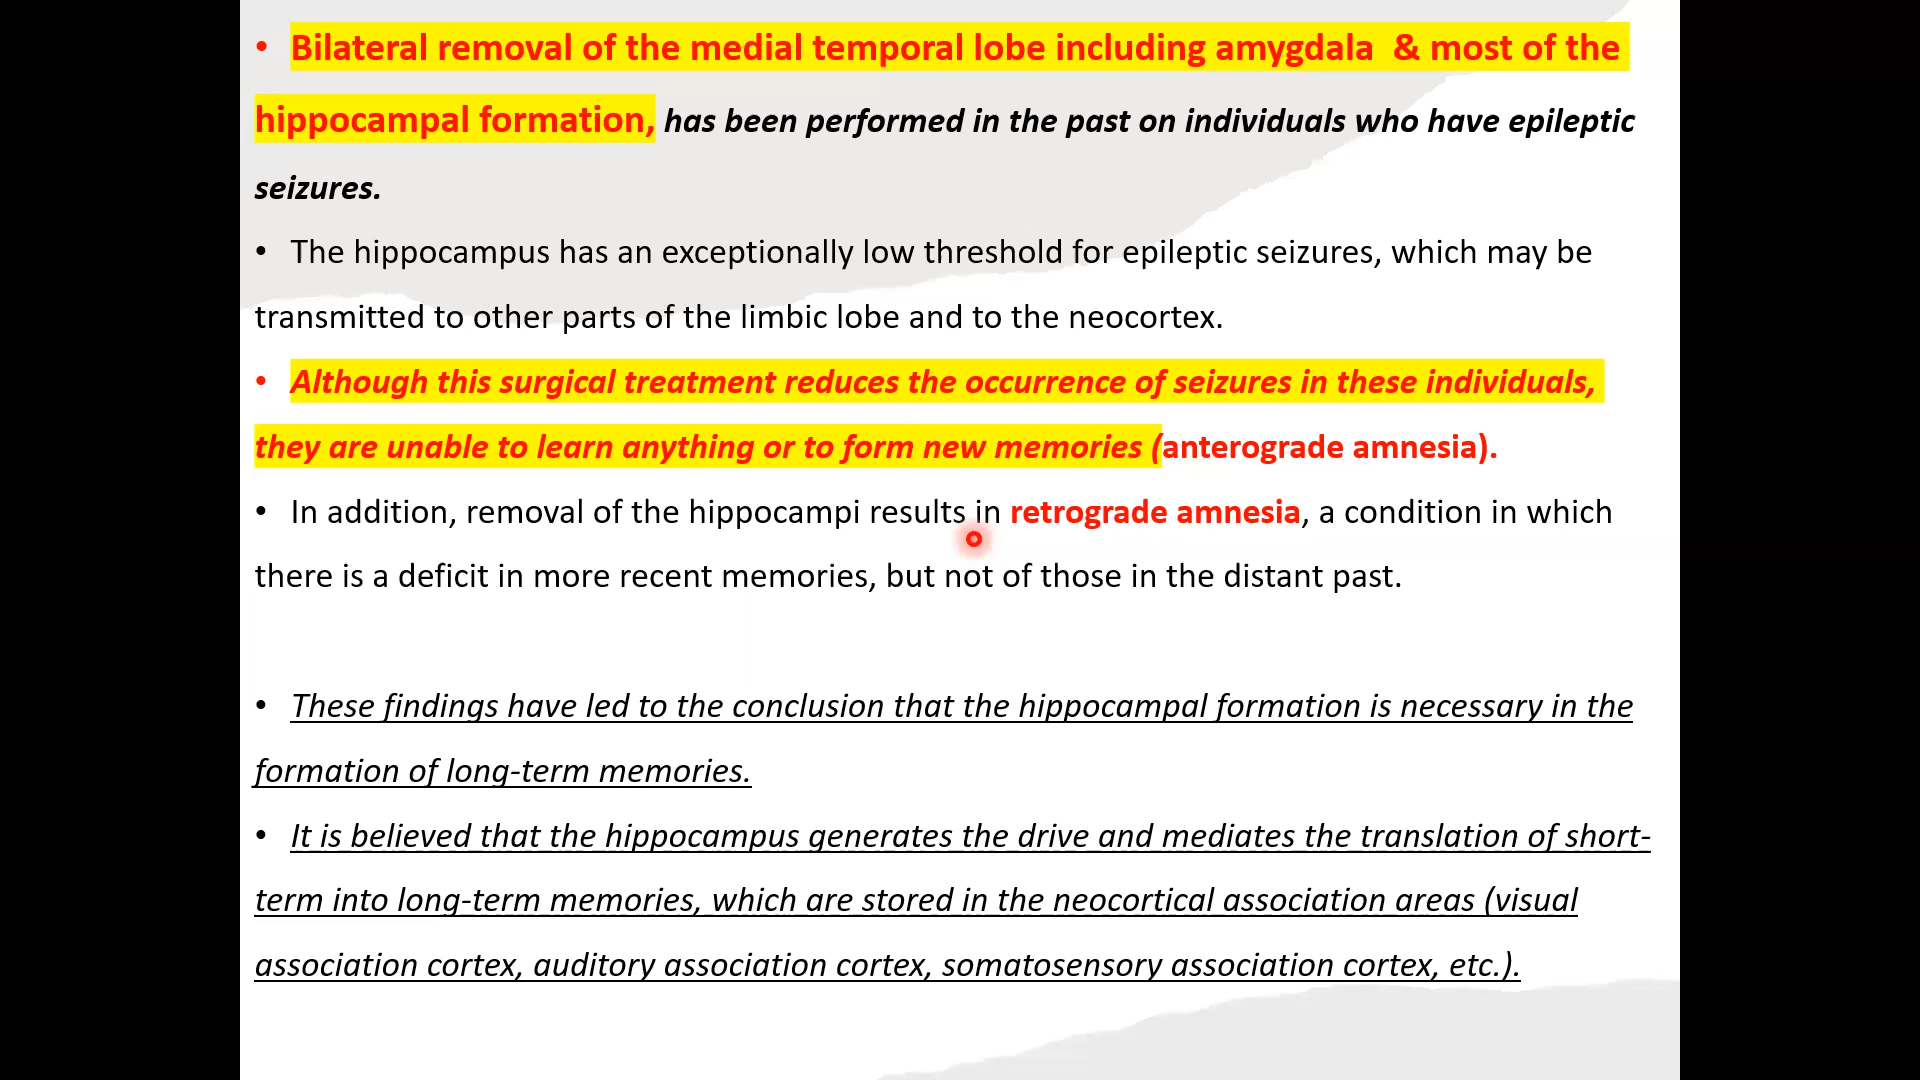 • Bilateral removal of the medial temporal lobe including amygdala & most of the
hippocampal formation, has been performed in the past on individuals who have epileptic
seizures.
• The hippocampus has an exceptionally low threshold for epileptic seizures, which may be
transmitted to other parts of the limbic lobe and to the neocortex.
• Although this surgical treatment reduces the occurrence of seizures in these individuals,
they are unable to learn anything or to form new memories (anterograde amnesia).
• In addition, removal of the hippocampi results in retrograde amnesia, a condition in which
there is a deficit in more recent memories, but not of those in the distant past.
• These findings have led to the conclusion that the hippocampal formation is necessary in the
formation of long-term memories.
• It is believed that the hippocampus generates the drive and mediates the translation of short-
term into long-term memories, which are stored in the neocortical association areas (visual
association cortex, auditory association cortex, somatosensory association cortex, etc.).